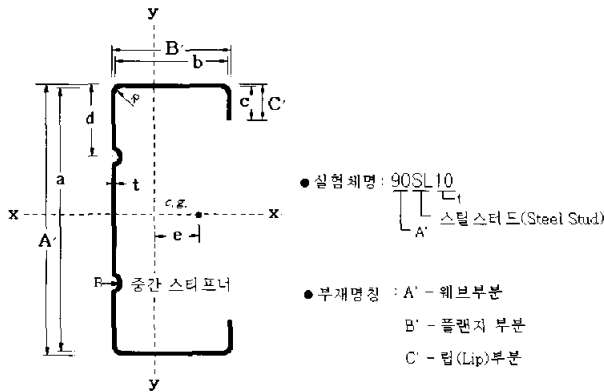 y
B'
b
d
c
C'
a
t
x
c.g.
x
A'
e
R
중간 스티프너
y
● 실험체명 : 90SL10
t
스틸스터드(Steel Stud)
A'
● 부재명칭 : A' - 웨브부분
B' - 플랜지 부분
C' - 립(Lip)부분